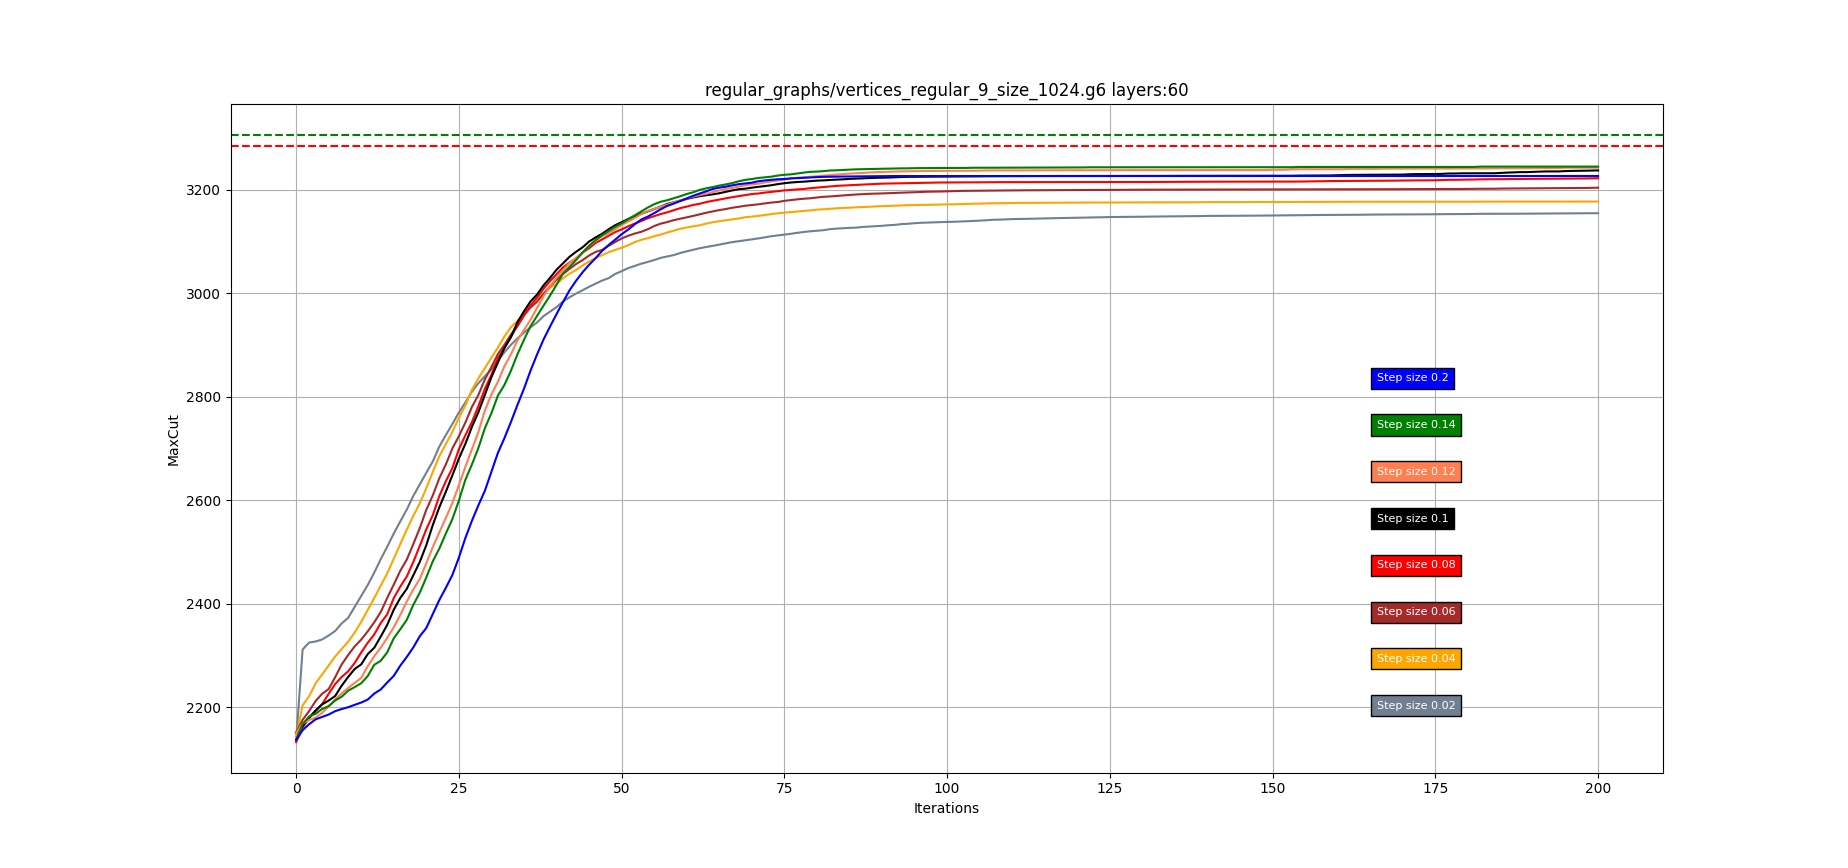 regular_graphs/vertices_regular_9_size_1024.g6 layers:60
3200
3000
2800
2600
2400
2200
MaxCut
Step size 0.2
Step size 0.14
Step size 0.12
Step size 0.1
Step size 0.08
Step size 0.06
Step size 0.04
Step size 0.02
0 25 50 75 100 125 150 175 200
Iterations